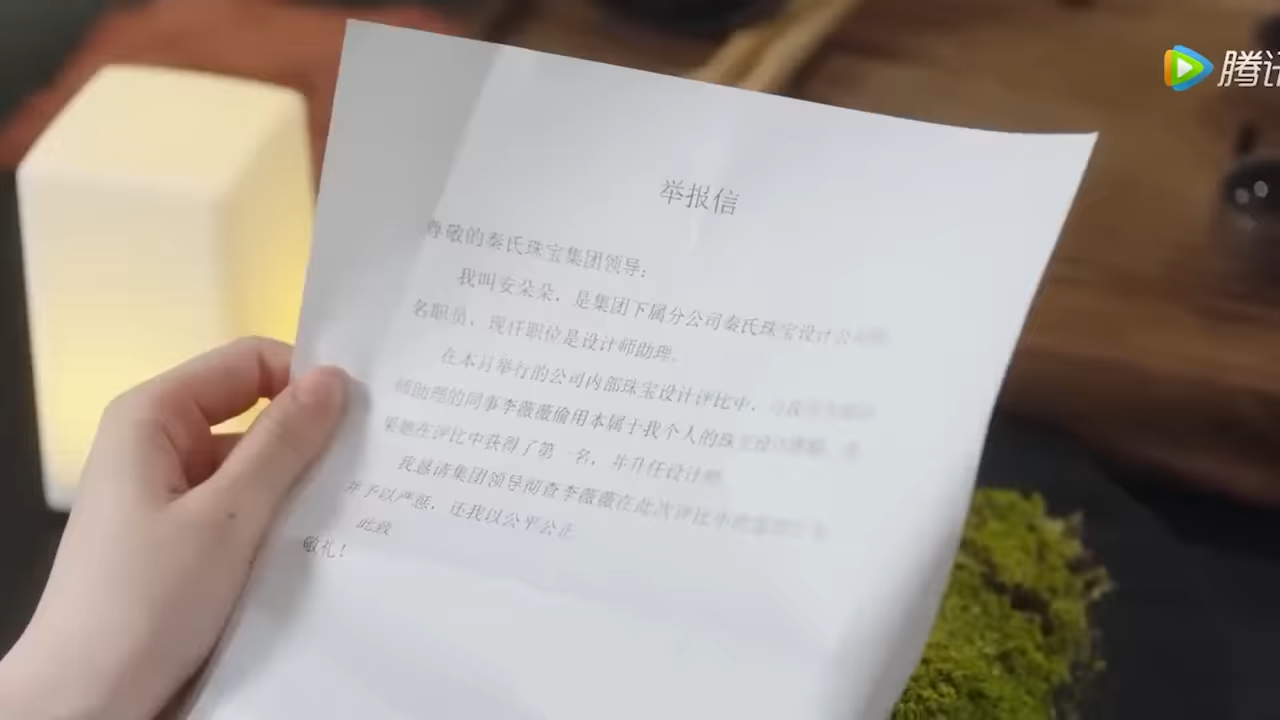 腾讯
举报信
尊敬的秦氏珠宝集团领导：
我叫安朵朵，是集团下属分公司秦氏珠宝设计公司
名职员，现任职位是设计师助理。
在本月举行的公司内部珠宝设计评比中，
师助理的同事李薇薇偷用本属于我个人的珠宝设计
果她在评比中获得了第一名，并升任设计师
我恳请集团领导彻查李薇薇在此次评比中
并予以严惩，还我以公平公正
此致
敬礼！